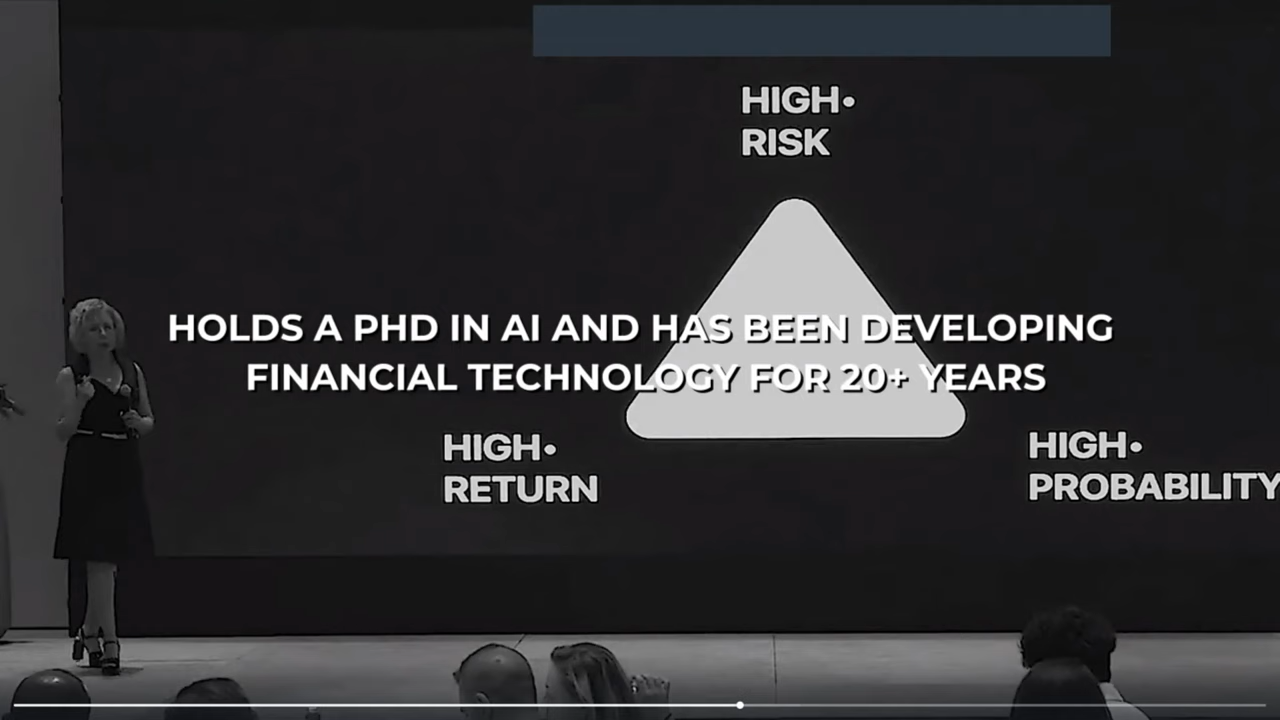 HIGH•
RISK
HOLDS A PHD IN AI AND HAS BEEN DEVELOPING
FINANCIAL TECHNOLOGY FOR 20+ YEARS
HIGH•
RETURN
HIGH•
PROBABILITY